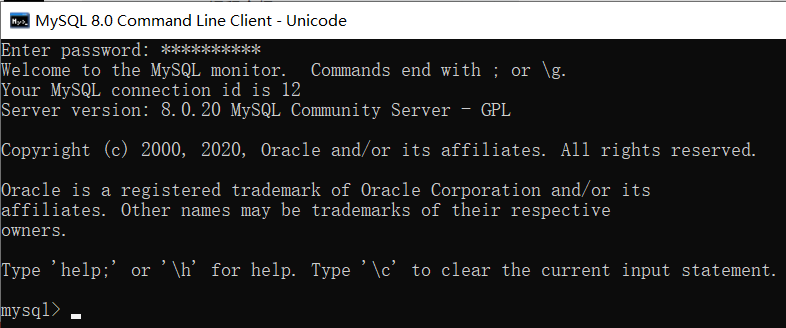 MySQL 8.0 Command Line Client - Unicode
Enter password: **********
Welcome to the MySQL monitor.  Commands end with ; or \g.
Your MySQL connection id is 12
Server version: 8.0.20 MySQL Community Server - GPL
Copyright (c) 2000, 2020, Oracle and/or its affiliates. All rights reserved.
Oracle is a registered trademark of Oracle Corporation and/or its
affiliates. Other names may be trademarks of their respective
owners.
Type 'help;' or '\h' for help. Type '\c' to clear the current input statement.
mysql>